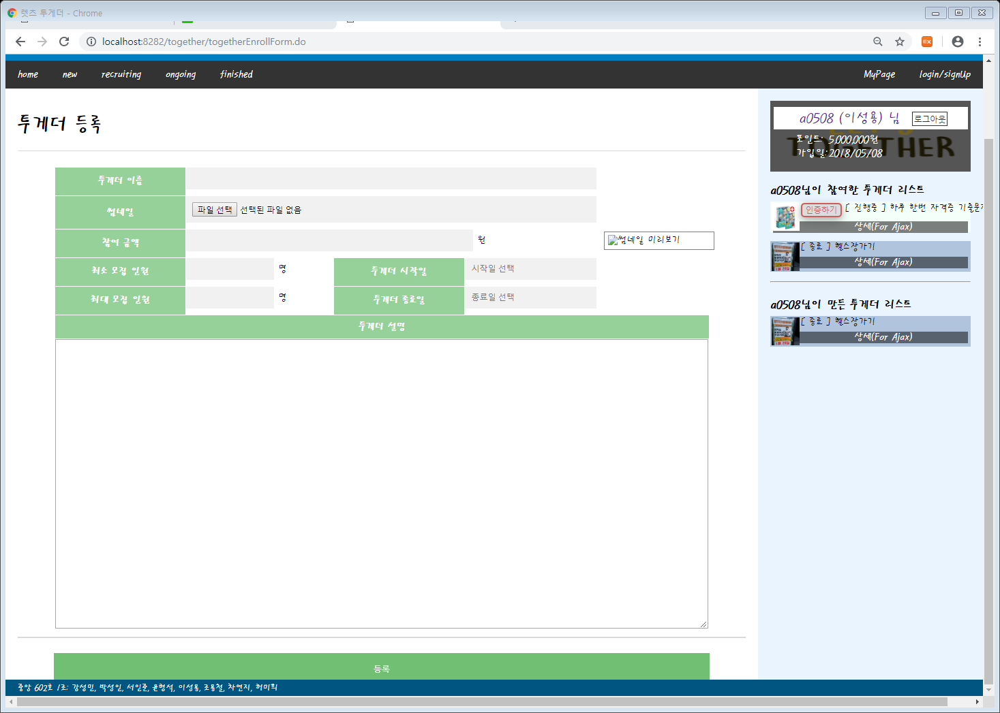 렛츠 투게더 - Chrome
localhost:8282/together/togetherEnrollForm.do
home new recruiting ongoing finished MyPage login/signUp
투게더 등록
투게더 이름
썸네일 파일 선택 선택된 파일 없음
참여 금액 원 썸네일 미리보기
최소 모집 인원 명 투게더 시작일 시작일 선택
최대 모집 인원 명 투게더 종료일 종료일 선택
투게더 설명
등록
a0508 (이성용) 님 로그아웃
포인트: 5,000,000원
가입일:2018/05/08
TOGETHER
a0508님이 참여한 투게더 리스트
인증하기 [ 진행중 ] 하루 한번 자격증 기출문제
상세(For Ajax)
[ 종료 ] 헬스장가기
상세(For Ajax)
a0508님이 만든 투게더 리스트
[ 종료 ] 헬스장가기
상세(For Ajax)
중앙 602호 1조: 강성민, 박성인, 서인준, 윤형석, 이성용, 조용철, 차연지, 허미희